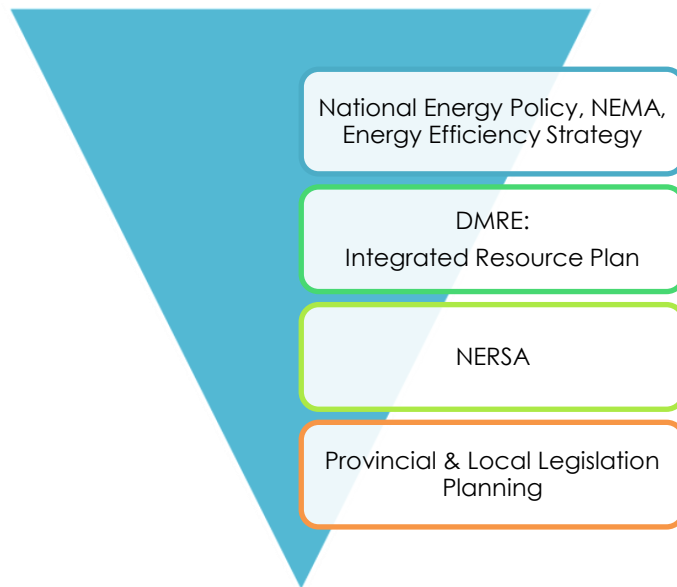 National Energy Policy, NEMA,
Energy Efficiency Strategy
DMRE:
Integrated Resource Plan
NERSA
Provincial & Local Legislation
Planning